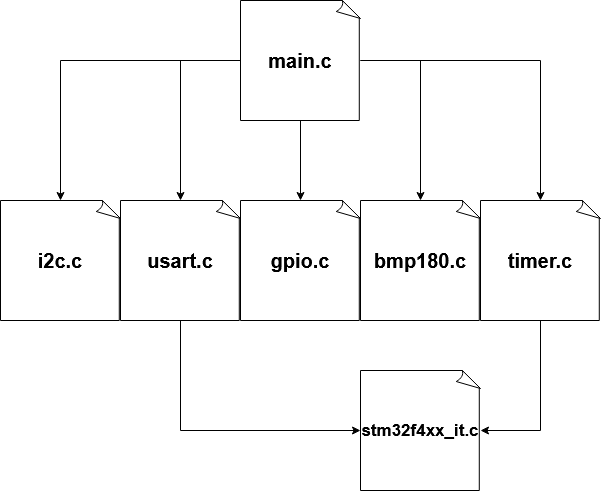 main.c
i2c.c
usart.c
gpio.c
bmp180.c
timer.c
stm32f4xx_it.c